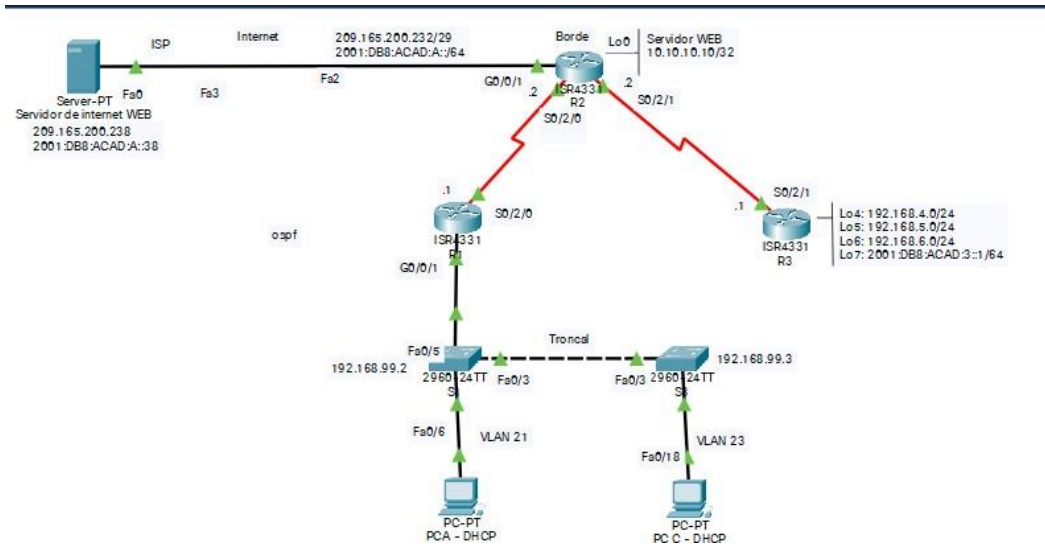 ISP
Internet
209.165.200.232/29
2001:DB8:ACAD:A::/64
Borde
Lo0
Servidor WEB
10.10.10.10/32
Fa0
Fa3
Fa2
G0/0/1
.2
ISR4331
R2
.2
S0/2/1
S0/2/0
Server-PT
Servidor de internet WEB
209.165.200.238
2001:DB8:ACAD:A::38
.1
S0/2/0
ISR4331
R1
ospf
G0/0/1
S0/2/1
.1
ISR4331
R3
Lo4: 192.168.4.0/24
Lo5: 192.168.5.0/24
Lo6: 192.168.6.0/24
Lo7: 2001:DB8:ACAD:3::1/64
Troncal
Fa0/5
192.168.99.2
2960-24TT
S1
Fa0/3
Fa0/3
2960-24TT
S3
192.168.99.3
Fa0/6
VLAN 21
Fa0/18
VLAN 23
PC-PT
PCA - DHCP
PC-PT
PC C - DHCP